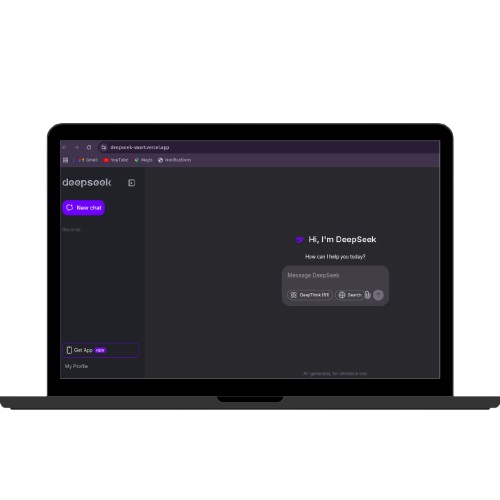 deepseek-smart.vercel.app
Gmail YouTube Maps Notifications
deepseek
New chat
Recents
Hi, I'm DeepSeek
How can I help you today?
Message DeepSeek
DeepThink (R1) Search
Get App NEW
My Profile
AI-generated, for reference only